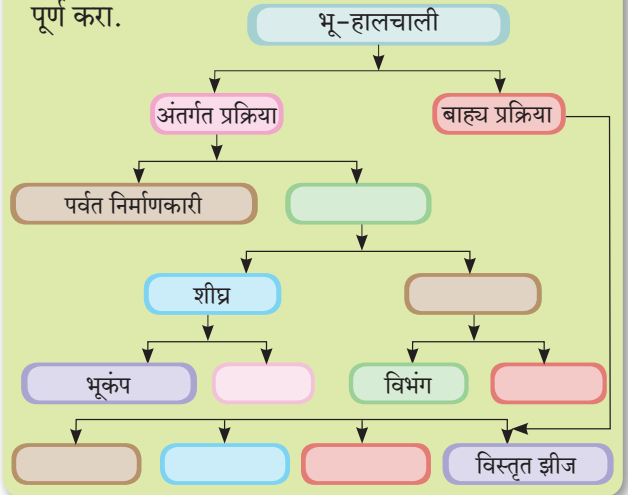 पूर्ण करा.
भू-हालचाली
अंतर्गत प्रक्रिया
बाह्य प्रक्रिया
पर्वत निर्माणकारी
शीघ्र
भूकंप
विभंग
विस्तृत झीज